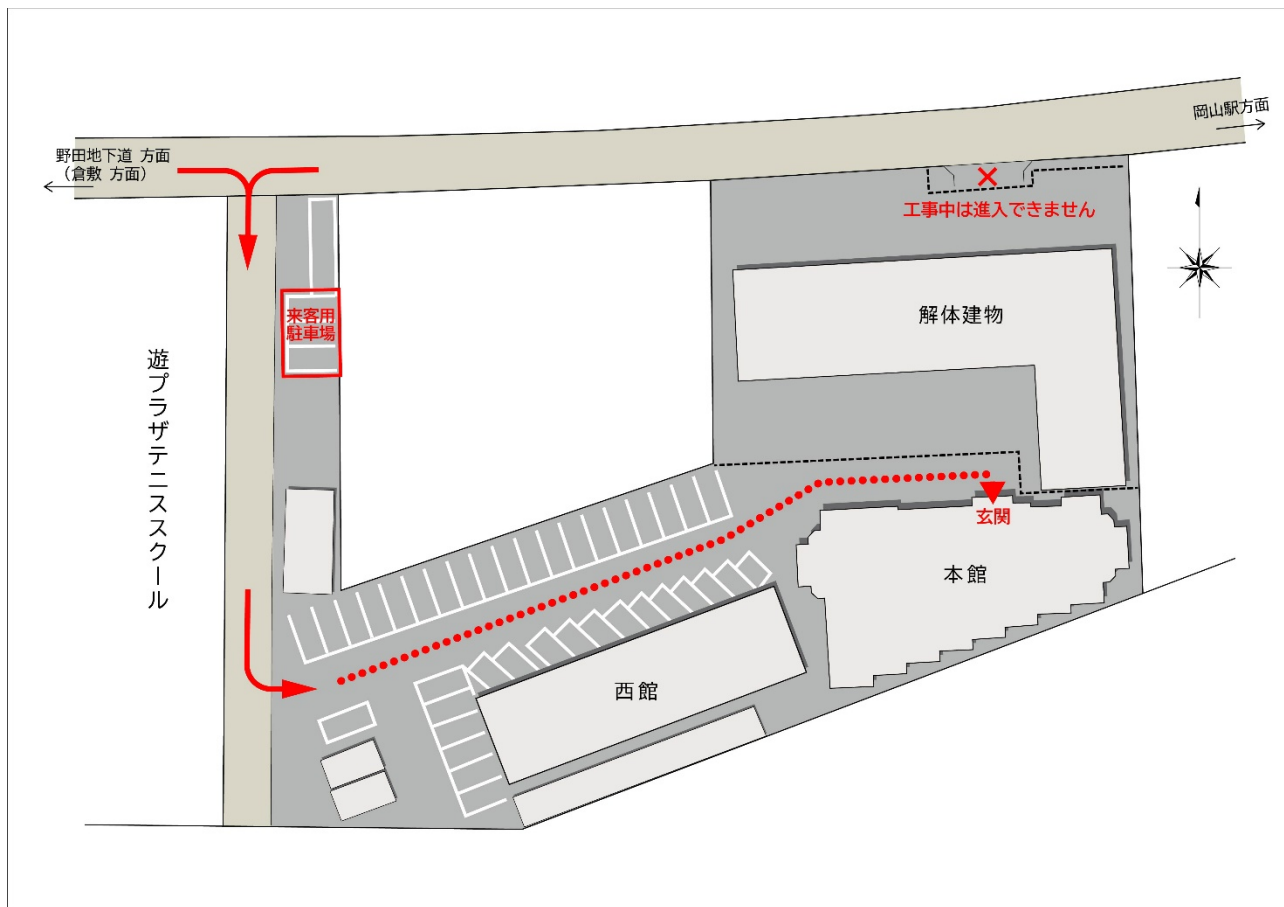 岡山駅方面
野田地下道 方面
（倉敷 方面）
工事中は進入できません
来客用
駐車場
解体建物
遊プラザテニススクール
玄関
本館
西館